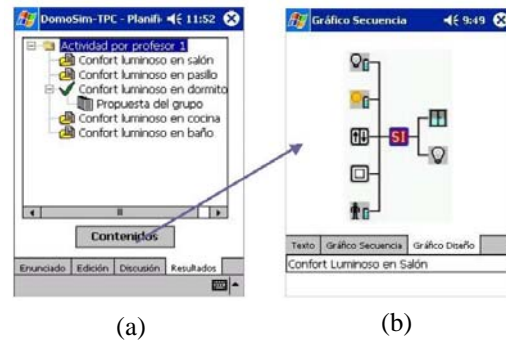 DomoSim-TPC - Planifi 11:52
Actividad por profesor 1
Confort luminoso en salón
Confort luminoso en pasillo
Confort luminoso en dormito
Propuesta del grupo
Confort luminoso en cocina
Confort luminoso en baño
Contenidos
Enunciado Edición Discusión Resultados
(a)
Gráfico Secuencia 9:49
SI
Texto Gráfico Secuencia Gráfico Diseño
Confort Luminoso en Salón
(b)